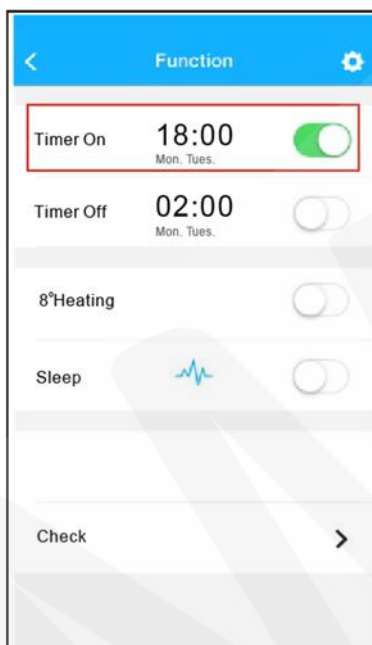 Function
Timer On 18:00
Mon. Tues.
Timer Off 02:00
Mon. Tues.
8°Heating
Sleep
Check